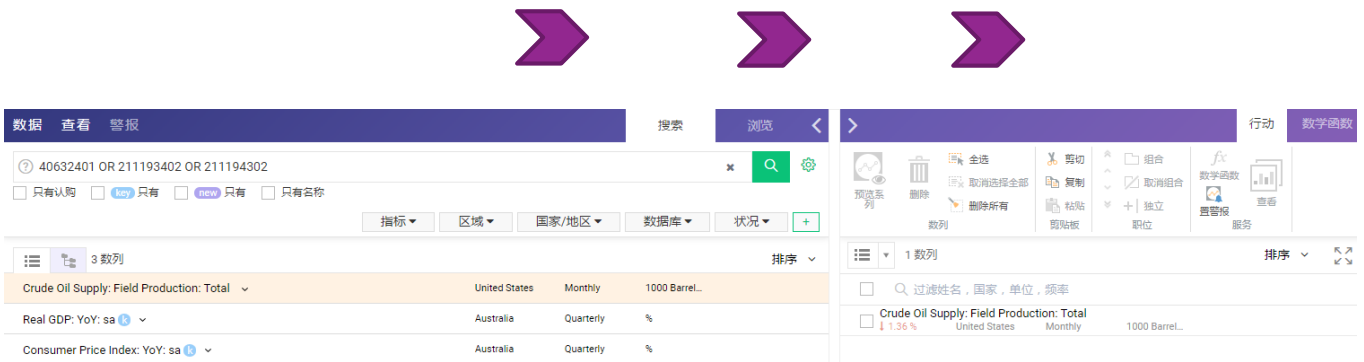 数据 查看 警报 搜索 浏览
40632401 OR 211193402 OR 211194302
只有认购 key 只有 new 只有 只有名称
指标 区域 国家/地区 数据库 状况 +
3 数列 排序
Crude Oil Supply: Field Production: Total United States Monthly 1000 Barrel...
Real GDP: YoY: sa k Australia Quarterly %
Consumer Price Index: YoY: sa k Australia Quarterly %
行动 数学函数
预览系列
删除
全选
取消选择全部
删除所有
数列
剪切
复制
粘贴
剪贴板
组合
取消组合
独立
职位
fx
数学函数
置警报
查看
服务
1 数列 排序
过滤姓名，国家，单位，频率
Crude Oil Supply: Field Production: Total
1.36 % United States Monthly 1000 Barrel...